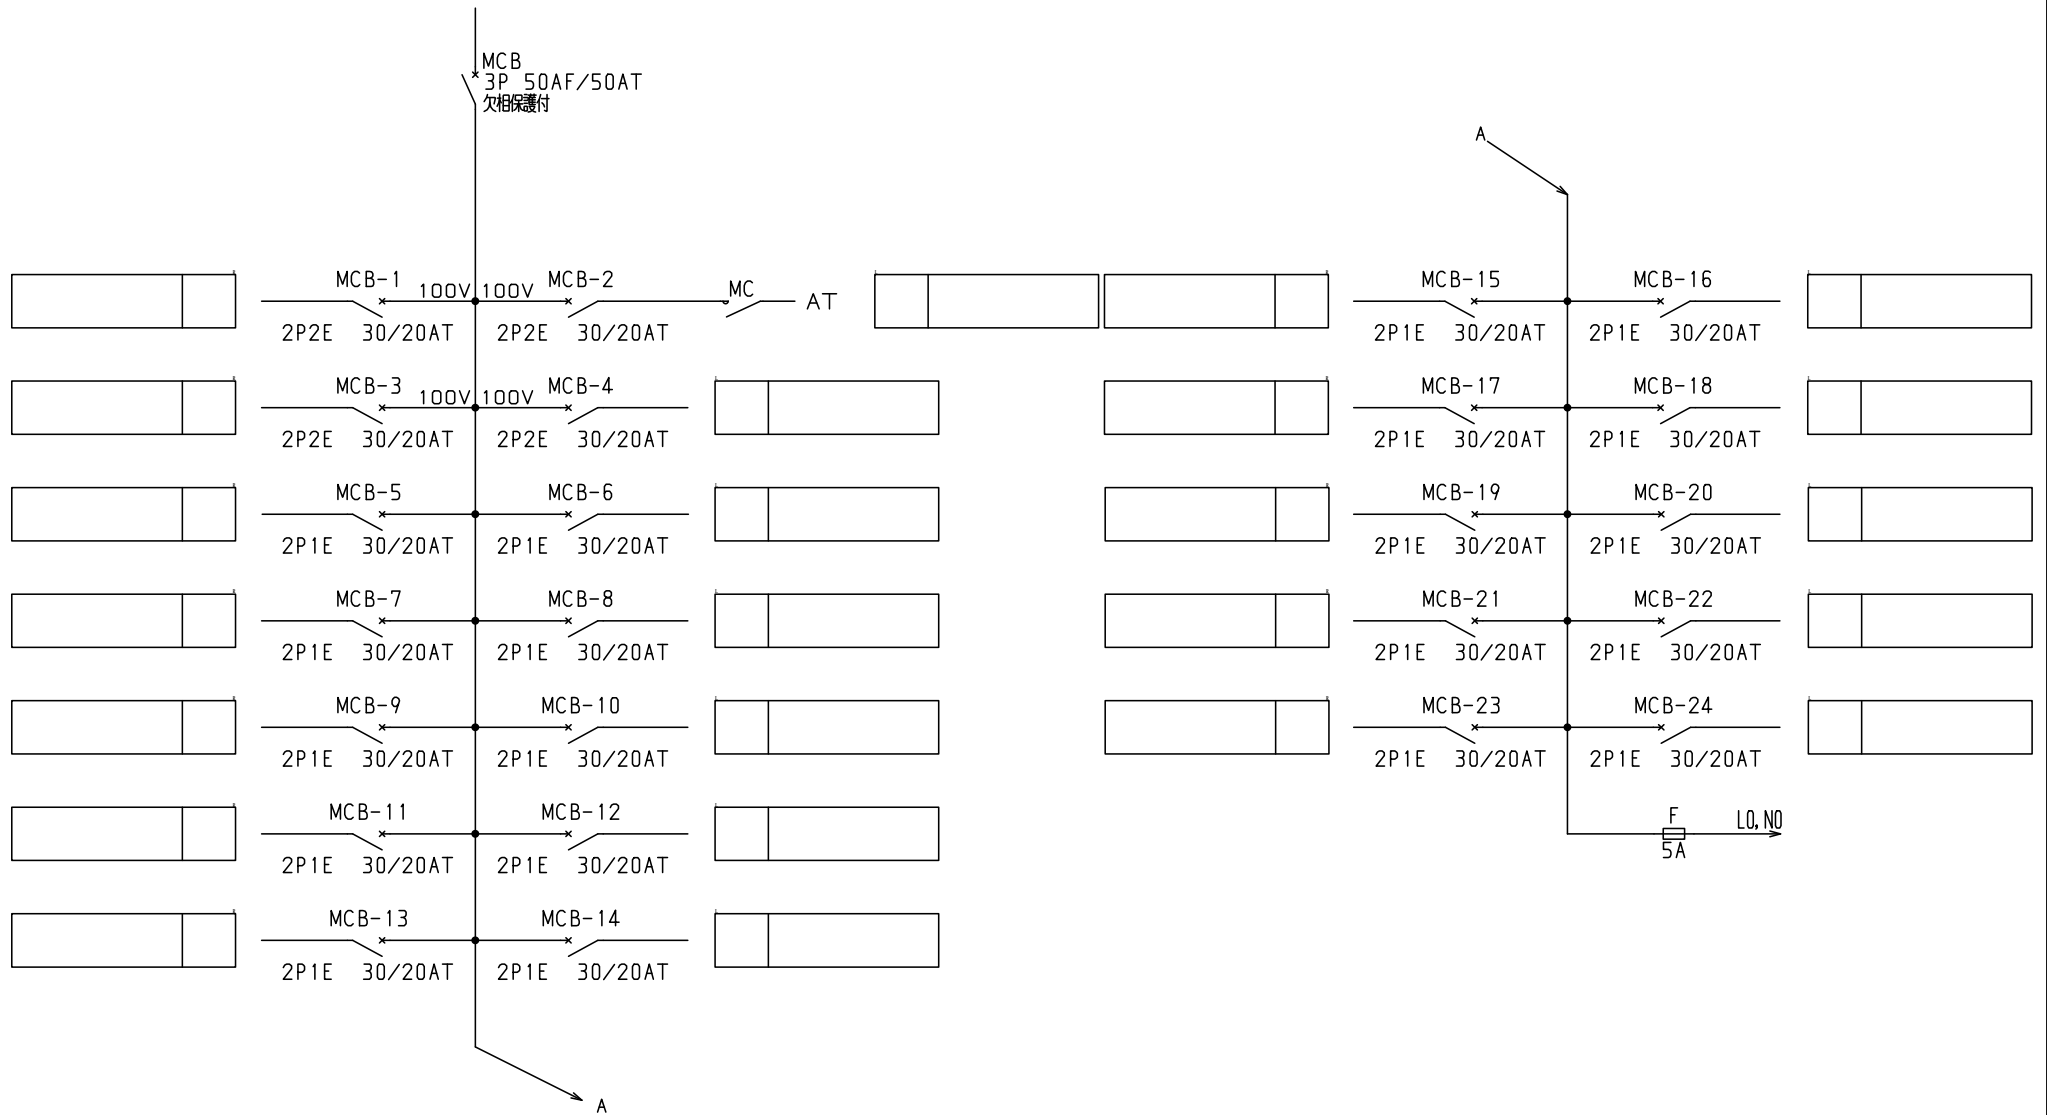 MCB
3P 50AF/50AT
欠相保護付
A
MCB-1 100V 100V MCB-2 MC AT
2P2E 30/20AT 2P2E 30/20AT
MCB-3 100V 100V MCB-4
2P2E 30/20AT 2P2E 30/20AT
MCB-5 MCB-6
2P1E 30/20AT 2P1E 30/20AT
MCB-7 MCB-8
2P1E 30/20AT 2P1E 30/20AT
MCB-9 MCB-10
2P1E 30/20AT 2P1E 30/20AT
MCB-11 MCB-12
2P1E 30/20AT 2P1E 30/20AT
MCB-13 MCB-14
2P1E 30/20AT 2P1E 30/20AT
A
MCB-15 MCB-16
2P1E 30/20AT 2P1E 30/20AT
MCB-17 MCB-18
2P1E 30/20AT 2P1E 30/20AT
MCB-19 MCB-20
2P1E 30/20AT 2P1E 30/20AT
MCB-21 MCB-22
2P1E 30/20AT 2P1E 30/20AT
MCB-23 MCB-24
2P1E 30/20AT 2P1E 30/20AT
F L0,N0
5A